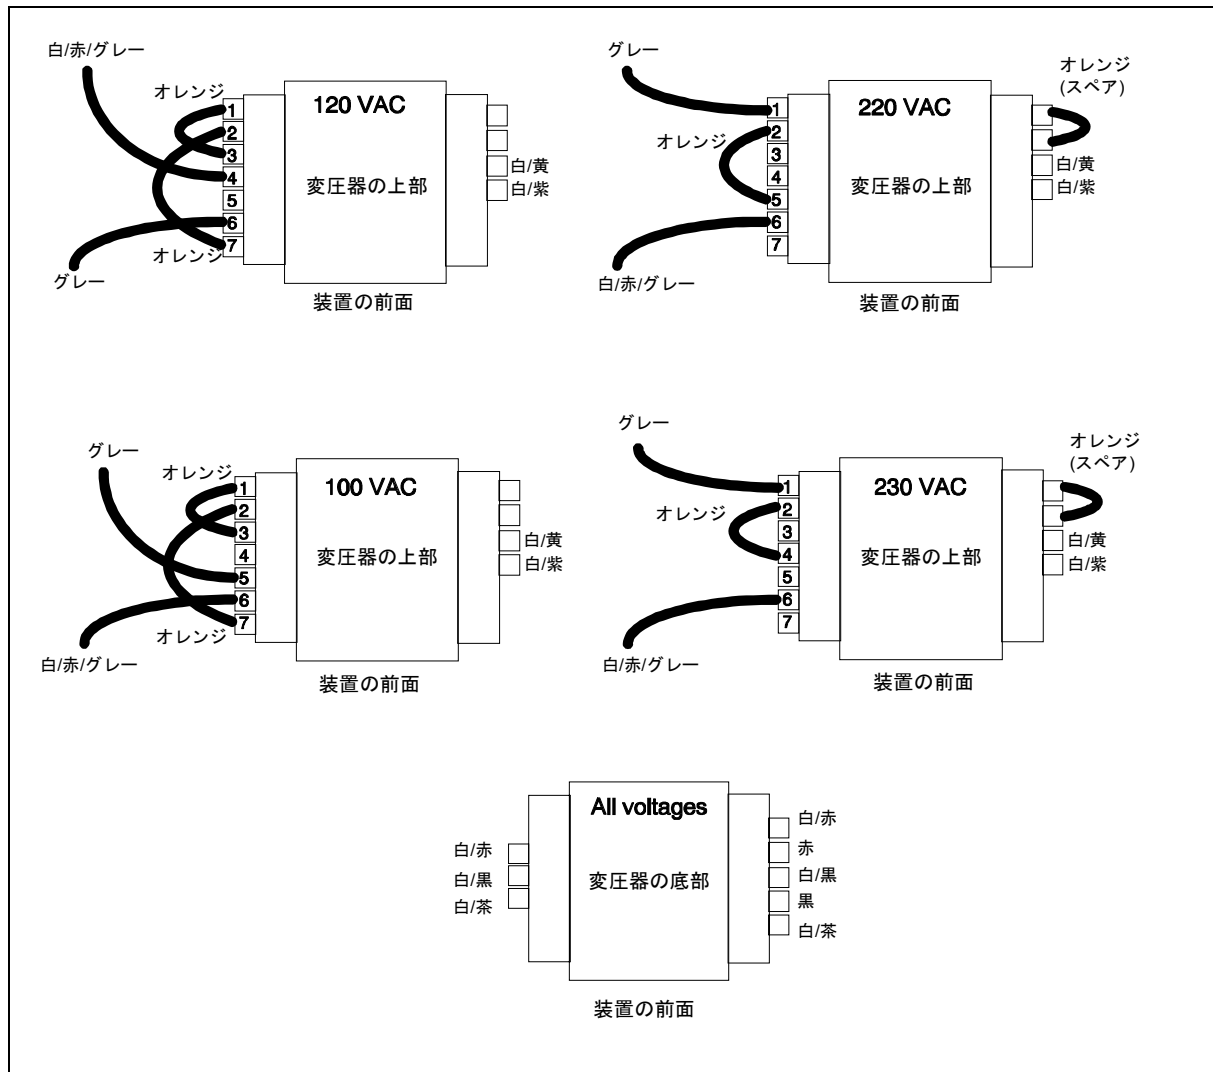 白/赤/グレー
オレンジ
120 VAC
1
2
3
4
5
6
7
変圧器の上部
白/黄
白/紫
オレンジ
グレー
装置の前面
グレー
オレンジ
(スペア)
220 VAC
1
2
3
4
5
6
7
オレンジ
変圧器の上部
白/黄
白/紫
白/赤/グレー
装置の前面
グレー
オレンジ
100 VAC
1
2
3
4
5
6
7
変圧器の上部
白/黄
白/紫
オレンジ
白/赤/グレー
装置の前面
グレー
オレンジ
(スペア)
230 VAC
1
2
3
4
5
6
7
オレンジ
変圧器の上部
白/黄
白/紫
白/赤/グレー
装置の前面
All voltages
変圧器の底部
白/赤
白/黒
白/茶
白/赤
赤
白/黒
黒
白/茶
装置の前面